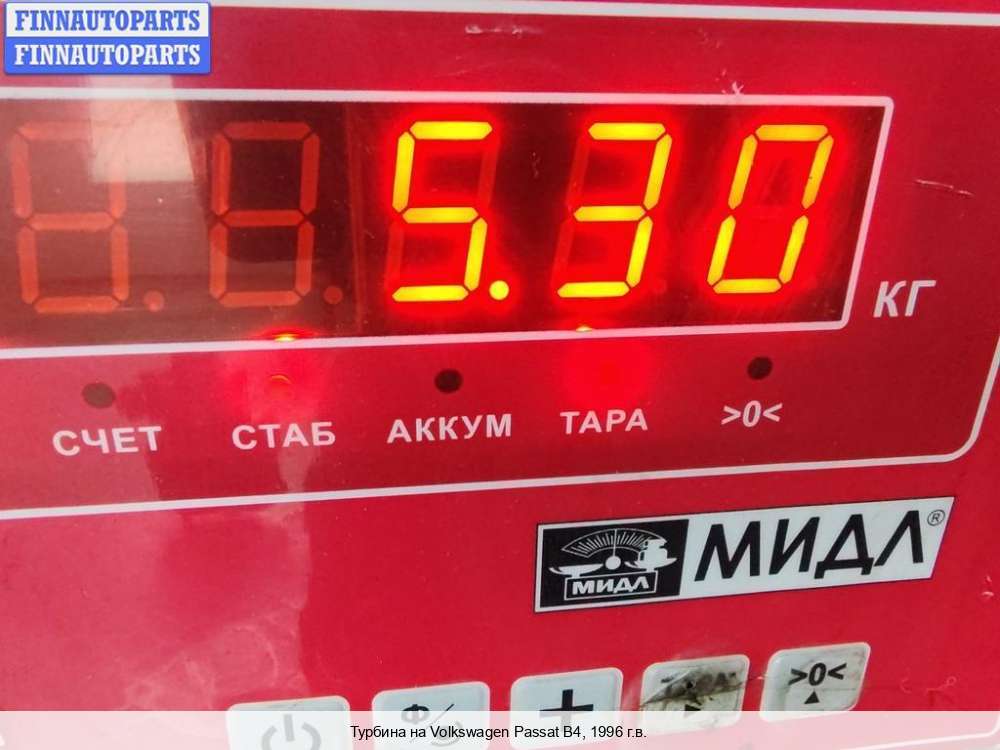 FINNAUTOPARTS
FINNAUTOPARTS
5.30
КГ
СЧЕТ СТАБ АККУМ ТАРА >0<
МИДЛ МИДЛ®
>0<
Турбина на Volkswagen Passat B4, 1996 г.в.